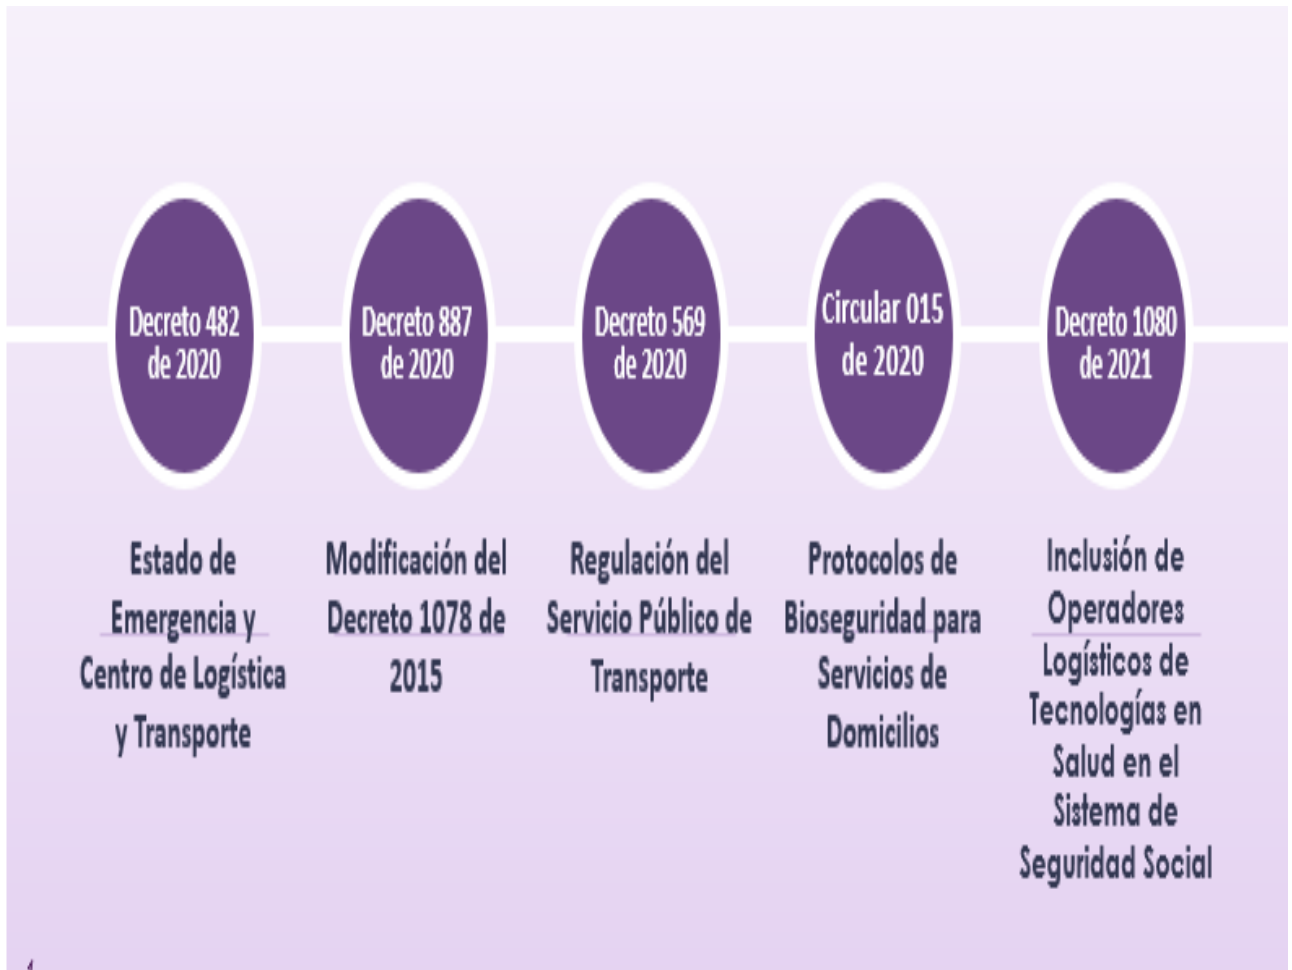 Decreto 482
de 2020
Decreto 887
de 2020
Decreto 569
de 2020
Circular 015
de 2020
Decreto 1080
de 2021
Estado de
Emergencia y
Centro de Logística
y Transporte
Modificación del
Decreto 1078 de
2015
Regulación del
Servicio Público de
Transporte
Protocolos de
Bioseguridad para
Servicios de
Domicilios
Inclusión de
Operadores
Logísticos de
Tecnologías en
Salud en el
Sistema de
Seguridad Social